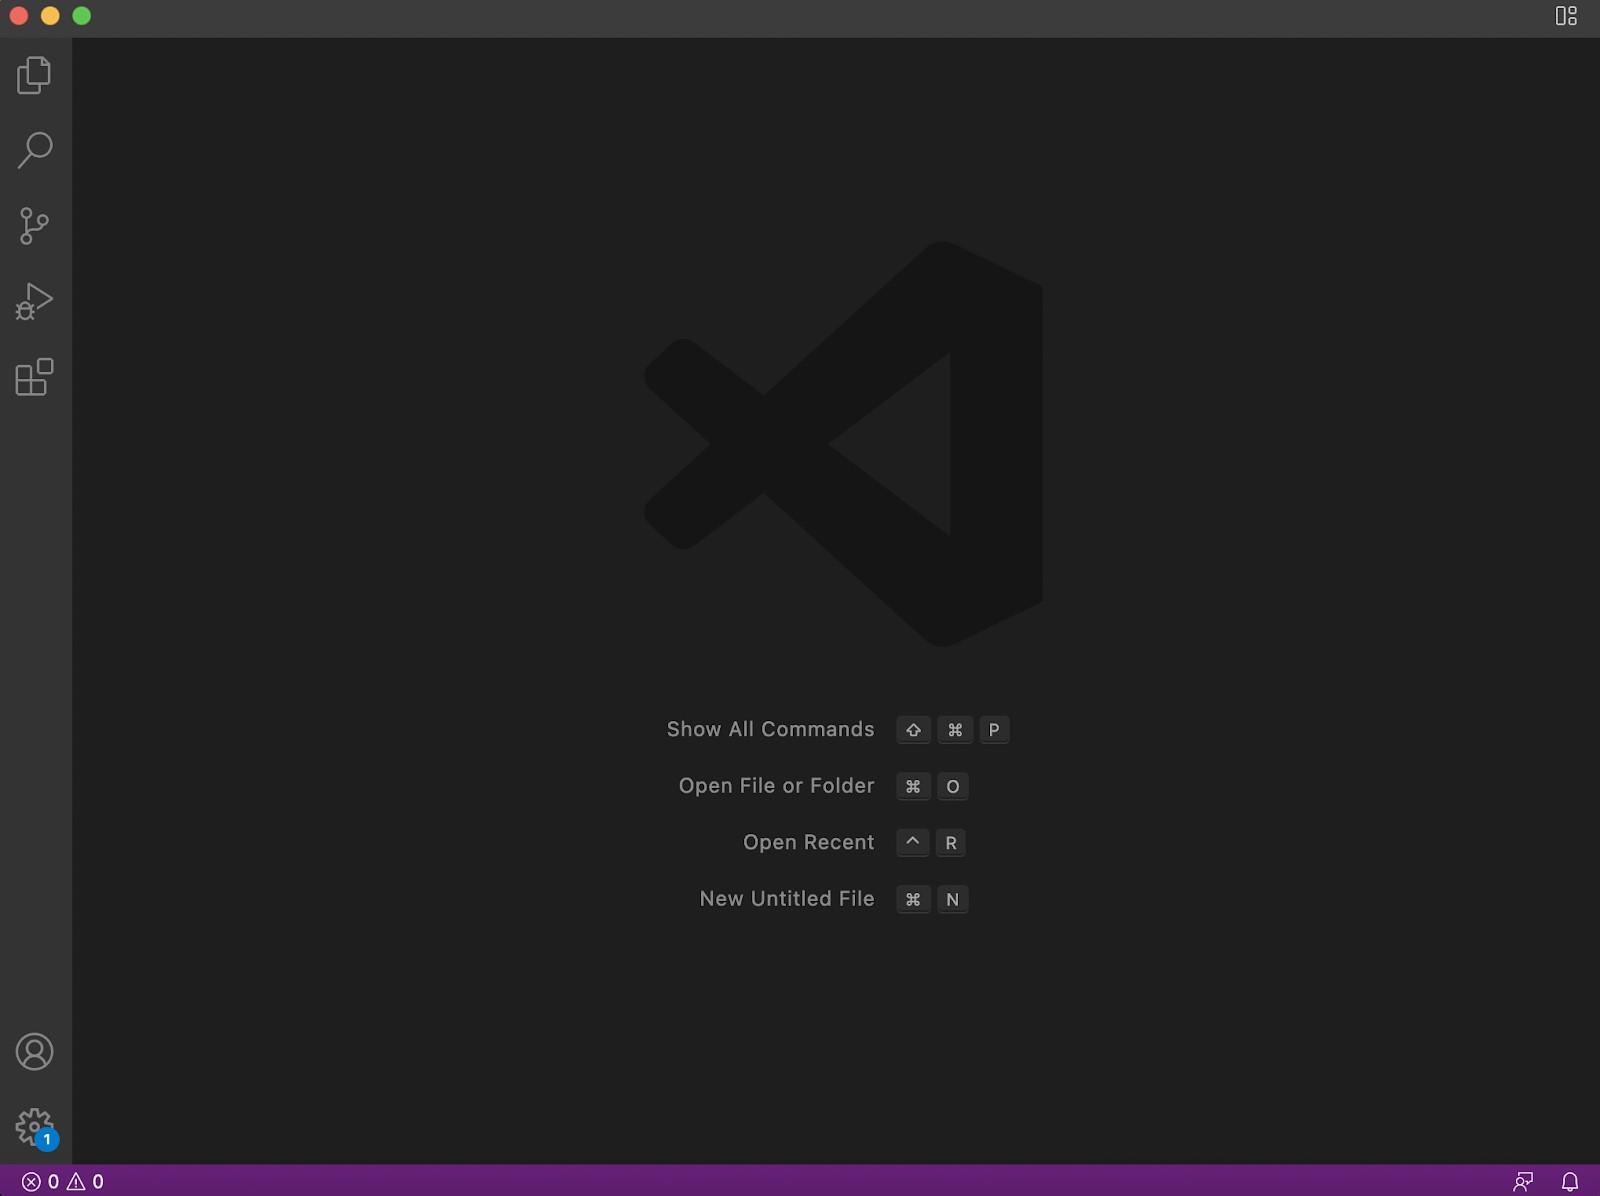 Show All Commands ⇧ ⌘ P
Open File or Folder ⌘ O
Open Recent ^ R
New Untitled File ⌘ N
1
0 0